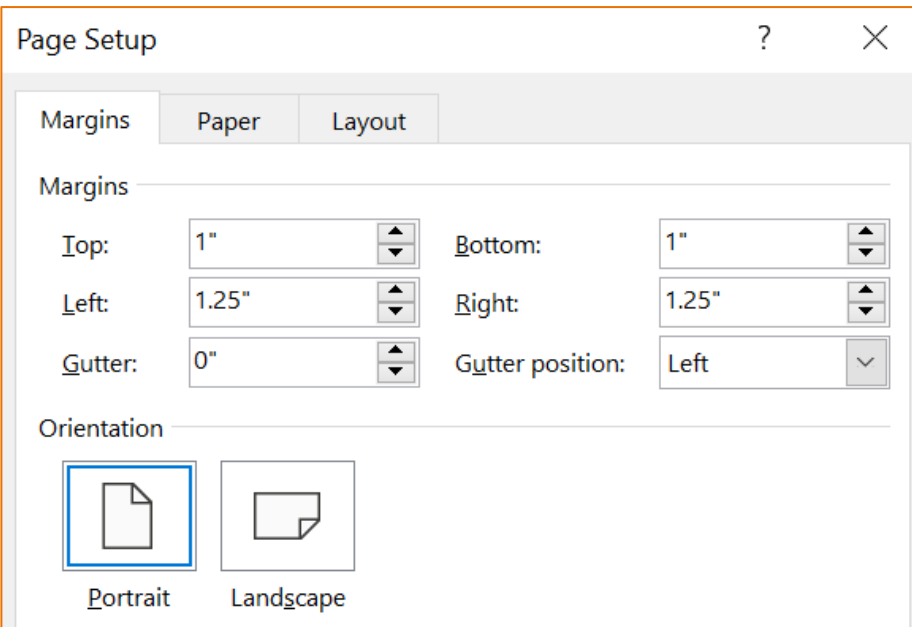 Page Setup ?
Margins Paper Layout
Margins
Top: 1" Bottom: 1"
Left: 1.25" Right: 1.25"
Gutter: 0" Gutter position: Left
Orientation
Portrait Landscape